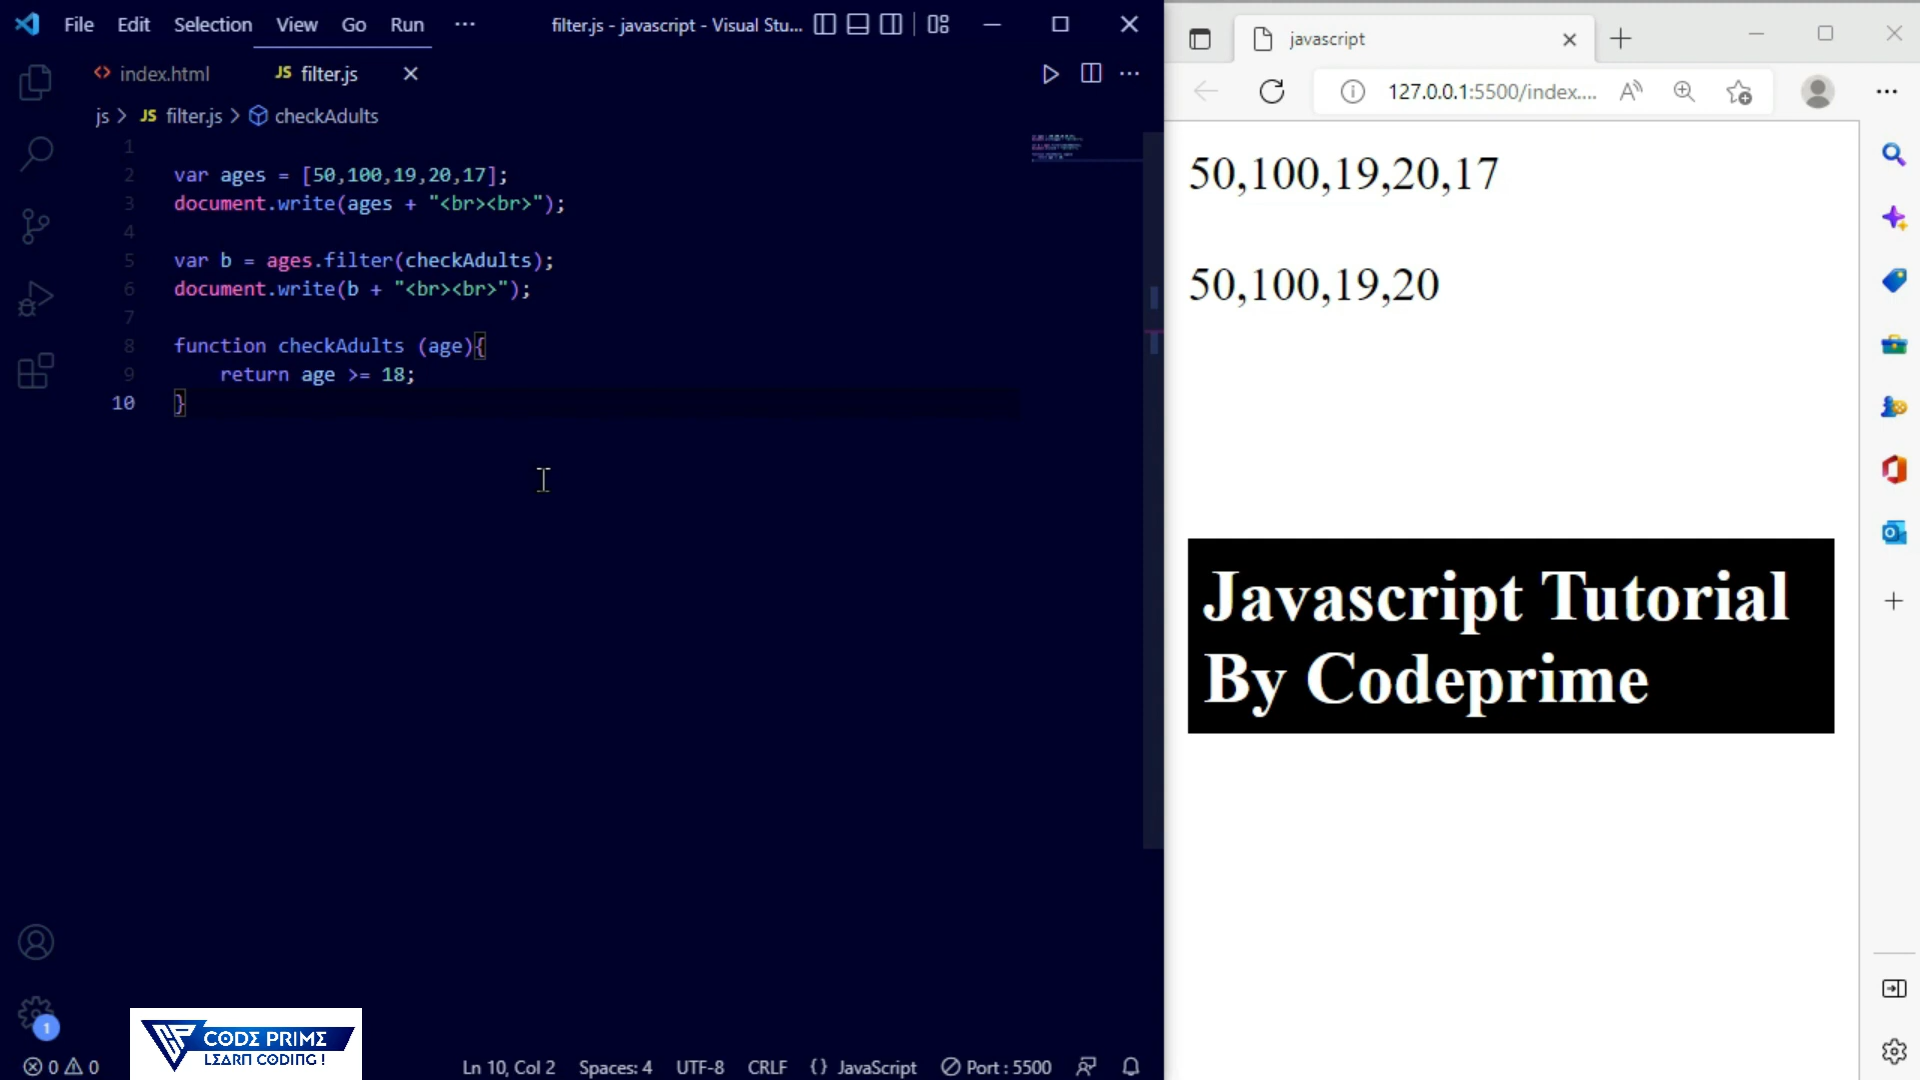 File Edit Selection View Go Run ··· filter.js - javascript - Visual Stu...
index.html JS filter.js
js > JS filter.js > checkAdults
1
2 var ages = [50,100,19,20,17];
3 document.write(ages + "<br><br>");
4
5 var b = ages.filter(checkAdults);
6 document.write(b + "<br><br>");
7
8 function checkAdults (age){
9 return age >= 18;
10 }
1
CODE PRIME
LEARN CODING !
0 0 Ln 10, Col 2 Spaces: 4 UTF-8 CRLF {} JavaScript Port : 5500
javascript
127.0.0.1:5500/index....
50,100,19,20,17
50,100,19,20
Javascript Tutorial
By Codeprime